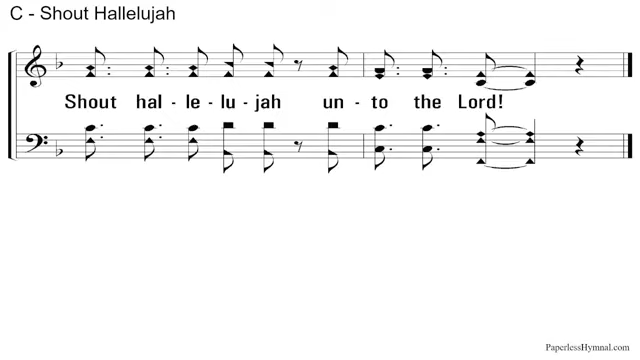 C - Shout Hallelujah
Shout hal - le - lu - jah un - to the Lord!
PaperlessHymnal.com